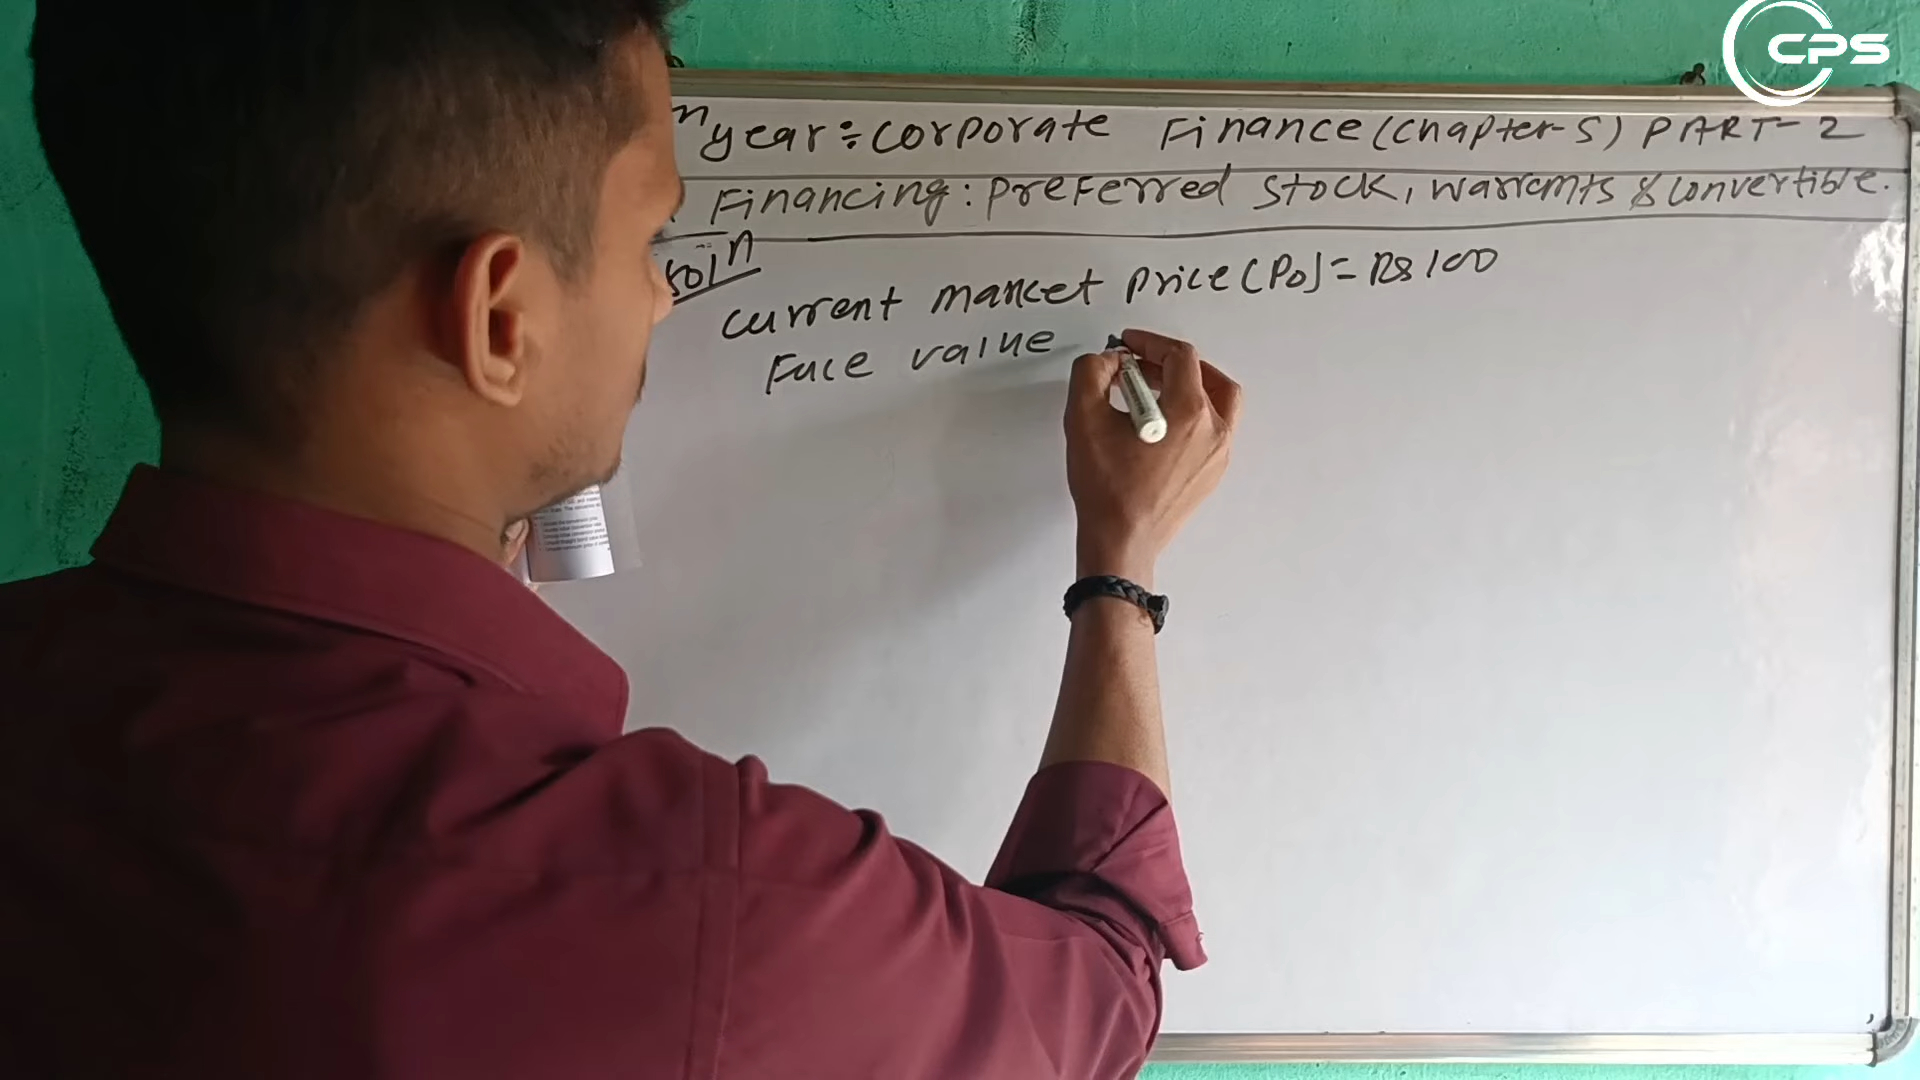 CPS
n year ÷ corporate Finance (chapter-5) PART-2
Financing: preferred stock, warrants & convertible.
soln
current market price (P0) = Rs 100
Face value